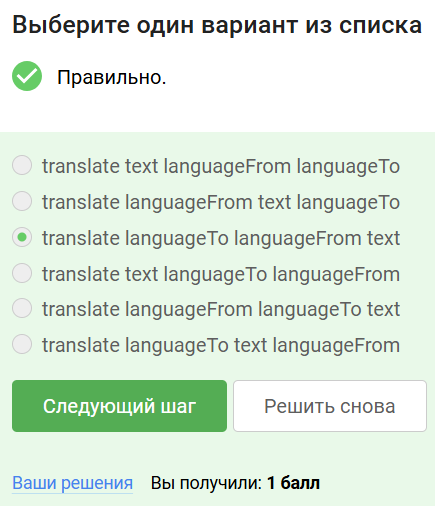 Выберите один вариант из списка
Правильно.
translate text languageFrom languageTo
translate languageFrom text languageTo
translate languageTo languageFrom text
translate text languageTo languageFrom
translate languageFrom languageTo text
translate languageTo text languageFrom
Следующий шаг Решить снова
Ваши решения Вы получили: 1 балл